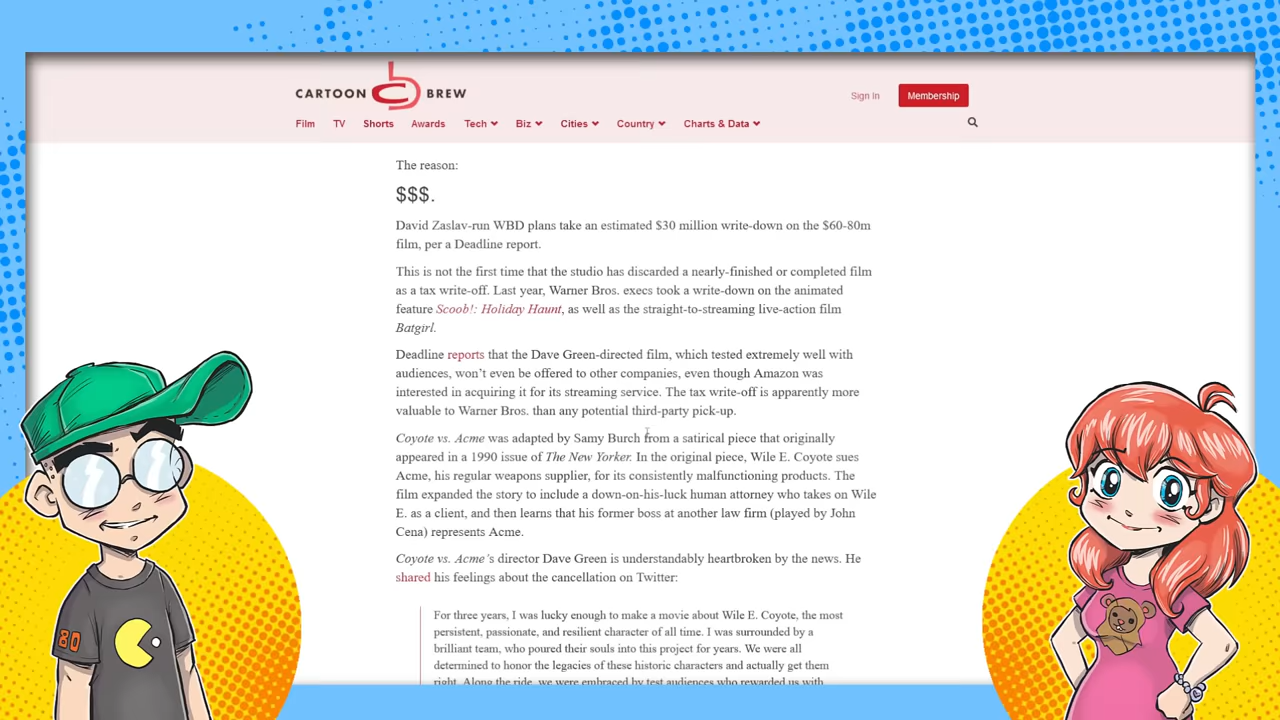 CARTOON BREW
Sign In
Membership
Film TV Shorts Awards Tech Biz Cities Country Charts & Data
The reason:
$$$.
David Zaslav-run WBD plans take an estimated $30 million write-down on the $60-80m
film, per a Deadline report.
This is not the first time that the studio has discarded a nearly-finished or completed film
as a tax write-off. Last year, Warner Bros. execs took a write-down on the animated
feature Scoob!: Holiday Haunt, as well as the straight-to-streaming live-action film
Batgirl.
Deadline reports that the Dave Green-directed film, which tested extremely well with
audiences, won't even be offered to other companies, even though Amazon was
interested in acquiring it for its streaming service. The tax write-off is apparently more
valuable to Warner Bros. than any potential third-party pick-up.
Coyote vs. Acme was adapted by Samy Burch from a satirical piece that originally
appeared in a 1990 issue of The New Yorker. In the original piece, Wile E. Coyote sues
Acme, his regular weapons supplier, for its consistently malfunctioning products. The
film expanded the story to include a down-on-his-luck human attorney who takes on Wile
E. as a client, and then learns that his former boss at another law firm (played by John
Cena) represents Acme.
Coyote vs. Acme's director Dave Green is understandably heartbroken by the news. He
shared his feelings about the cancellation on Twitter:
For three years, I was lucky enough to make a movie about Wile E. Coyote, the most
persistent, passionate, and resilient character of all time. I was surrounded by a
brilliant team, who poured their souls into this project for years. We were all
determined to honor the legacies of these historic characters and actually get them
right. Along the ride, we were embraced by test audiences who rewarded us with
80